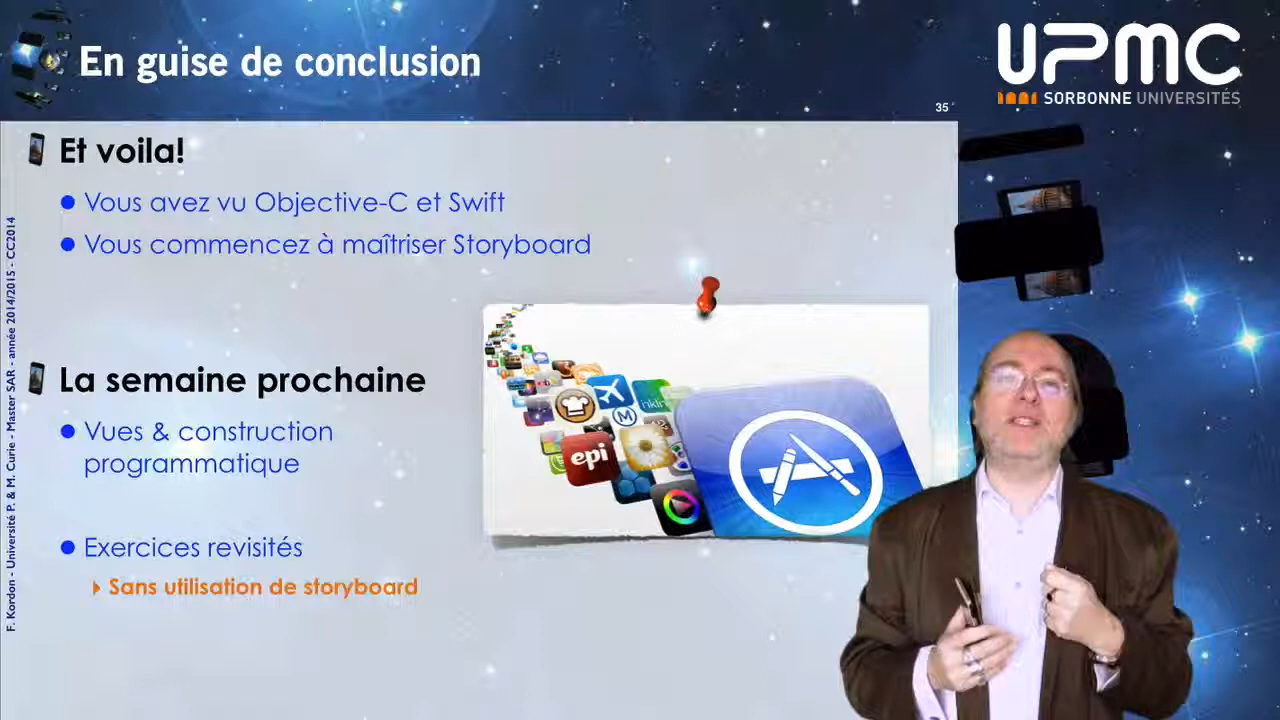 En guise de conclusion
UPMC
SORBONNE UNIVERSITÉS
35
Et voila!
Vous avez vu Objective-C et Swift
Vous commencez à maîtriser Storyboard
La semaine prochaine
Vues & construction
programmatique
Exercices revisités
Sans utilisation de storyboard
epi
M
F. Kordon - Université P. & M. Curie - Master SAR - année 2014/2015 - CC2014